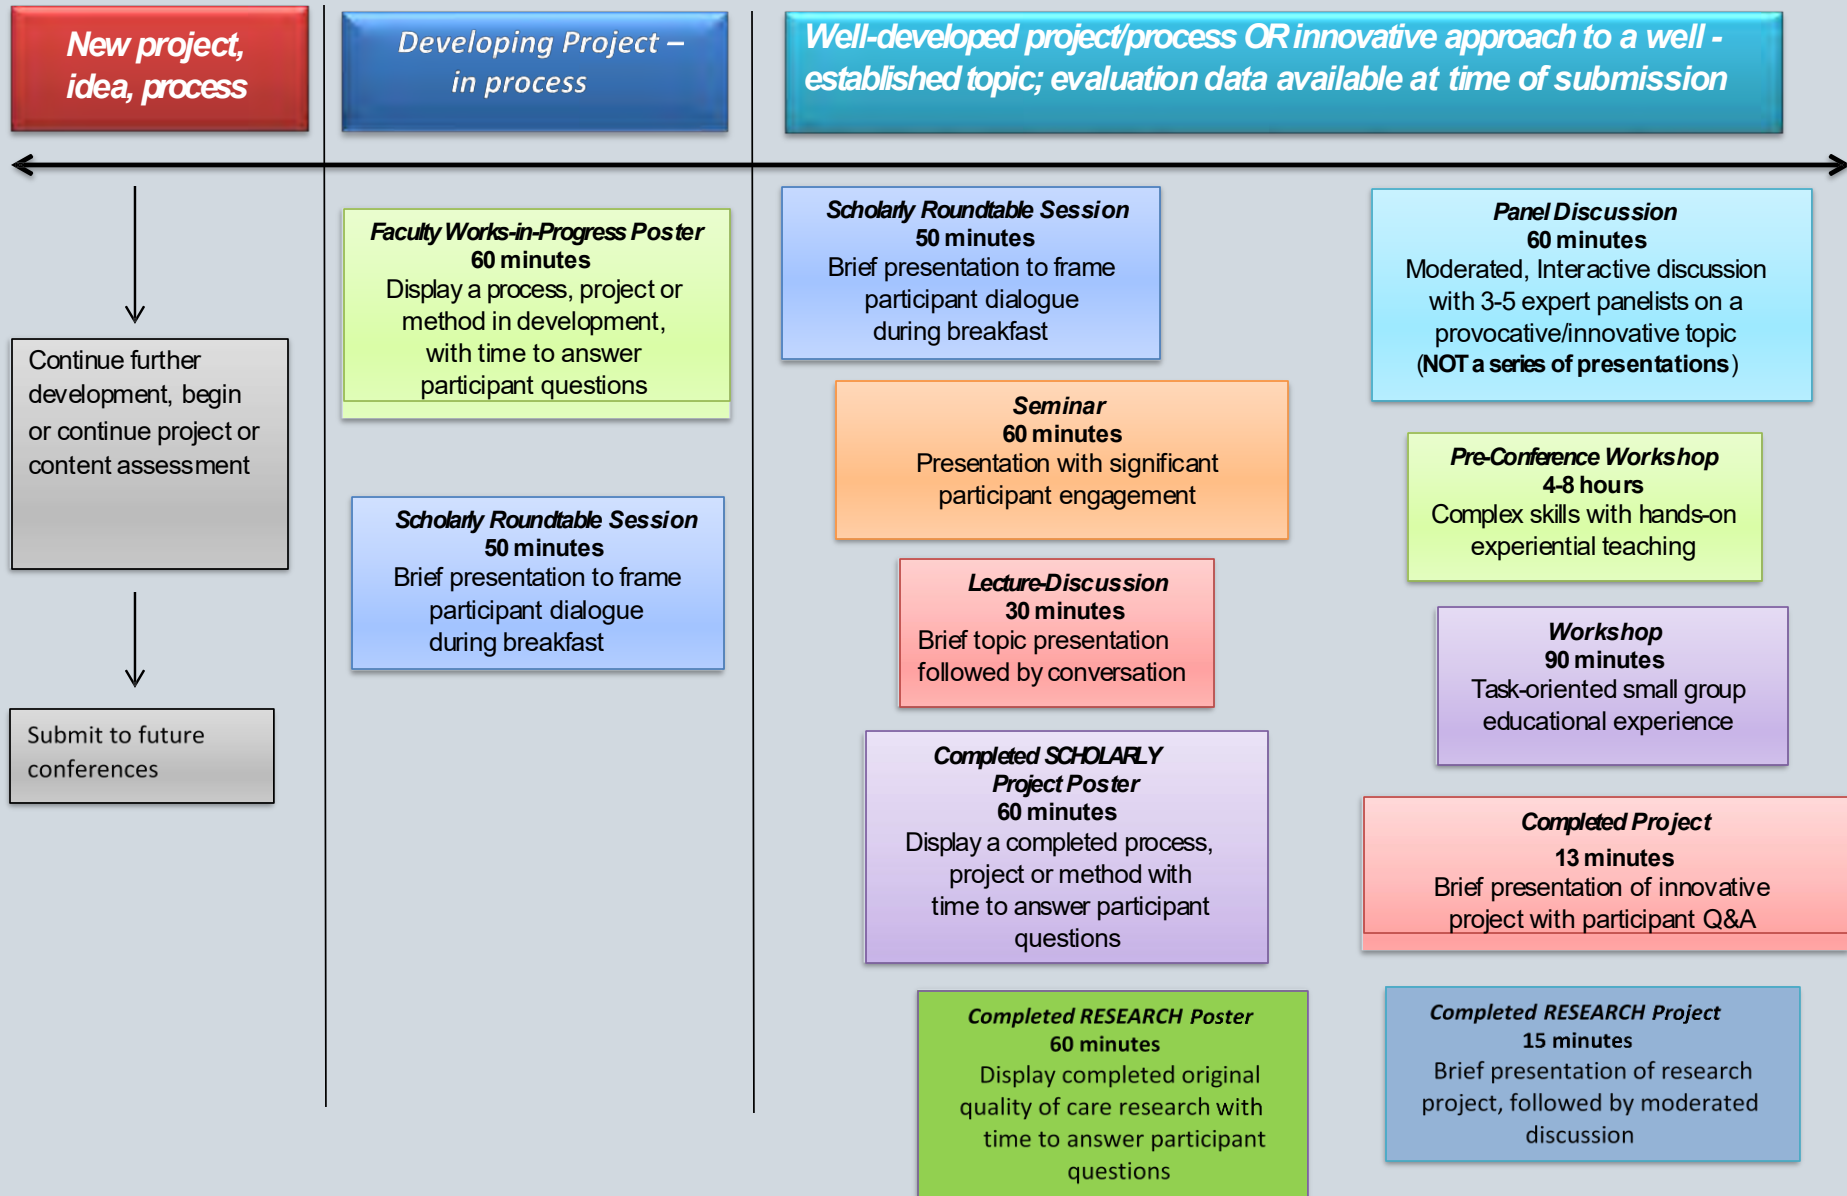 New project,
idea, process
Developing Project –
in process
Well-developed project/process OR innovative approach to a well -
established topic; evaluation data available at time of submission
Continue further
development, begin
or continue project or
content assessment
Submit to future
conferences
Faculty Works-in-Progress Poster
60 minutes
Display a process, project or
method in development,
with time to answer
participant questions
Scholarly Roundtable Session
50 minutes
Brief presentation to frame
participant dialogue
during breakfast
Scholarly Roundtable Session
50 minutes
Brief presentation to frame
participant dialogue
during breakfast
Seminar
60 minutes
Presentation with significant
participant engagement
Lecture-Discussion
30 minutes
Brief topic presentation
followed by conversation
Completed SCHOLARLY
Project Poster
60 minutes
Display a completed process,
project or method with
time to answer participant
questions
Completed RESEARCH Poster
60 minutes
Display completed original
quality of care research with
time to answer participant
questions
Panel Discussion
60 minutes
Moderated, Interactive discussion
with 3-5 expert panelists on a
provocative/innovative topic
(NOT a series of presentations)
Pre-Conference Workshop
4-8 hours
Complex skills with hands-on
experiential teaching
Workshop
90 minutes
Task-oriented small group
educational experience
Completed Project
13 minutes
Brief presentation of innovative
project with participant Q&A
Completed RESEARCH Project
15 minutes
Brief presentation of research
project, followed by moderated
discussion